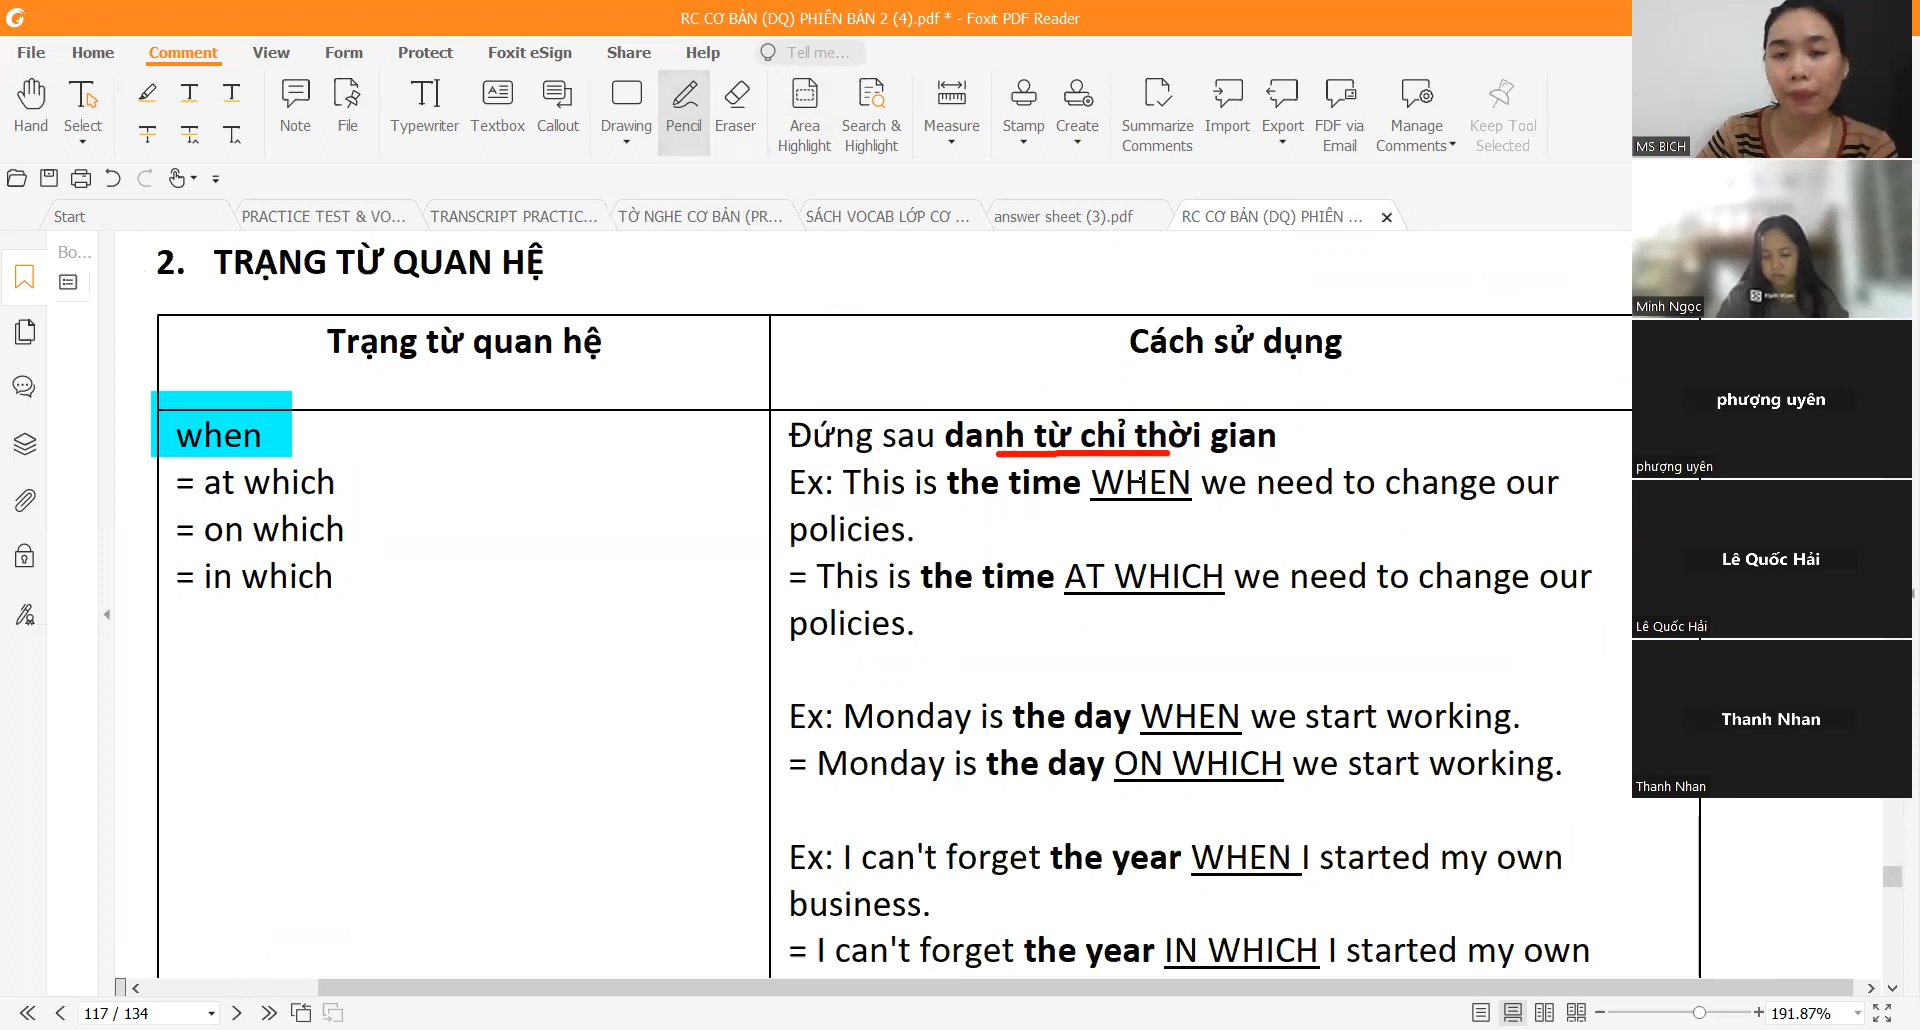 RC CƠ BẢN (DQ) PHIÊN BẢN 2 (4).pdf * - Foxit PDF Reader
File Home Comment View Form Protect Foxit eSign Share Help Tell me...
Hand Select Note File Typewriter Textbox Callout Drawing Pencil Eraser Area Highlight Search & Highlight Measure Stamp Create Summarize Comments Import Export FDF via Email Manage Comments Keep Tool Selected
Start PRACTICE TEST & VO... TRANSCRIPT PRACTIC... TỜ NGHE CƠ BẢN (PR... SÁCH VOCAB LỚP CƠ ... answer sheet (3).pdf RC CƠ BẢN (DQ) PHIÊN ...
Bo...
2. TRẠNG TỪ QUAN HỆ
Trạng từ quan hệ
Cách sử dụng
when
= at which
= on which
= in which
Đứng sau danh từ chỉ thời gian
Ex: This is the time WHEN we need to change our
policies.
= This is the time AT WHICH we need to change our
policies.
Ex: Monday is the day WHEN we start working.
= Monday is the day ON WHICH we start working.
Ex: I can't forget the year WHEN I started my own
business.
= I can't forget the year IN WHICH I started my own
MS BICH
Minh Ngọc
phượng uyên
phượng uyên
Lê Quốc Hải
Lê Quốc Hải
Thanh Nhan
Thanh Nhan
117 / 134
191.87%